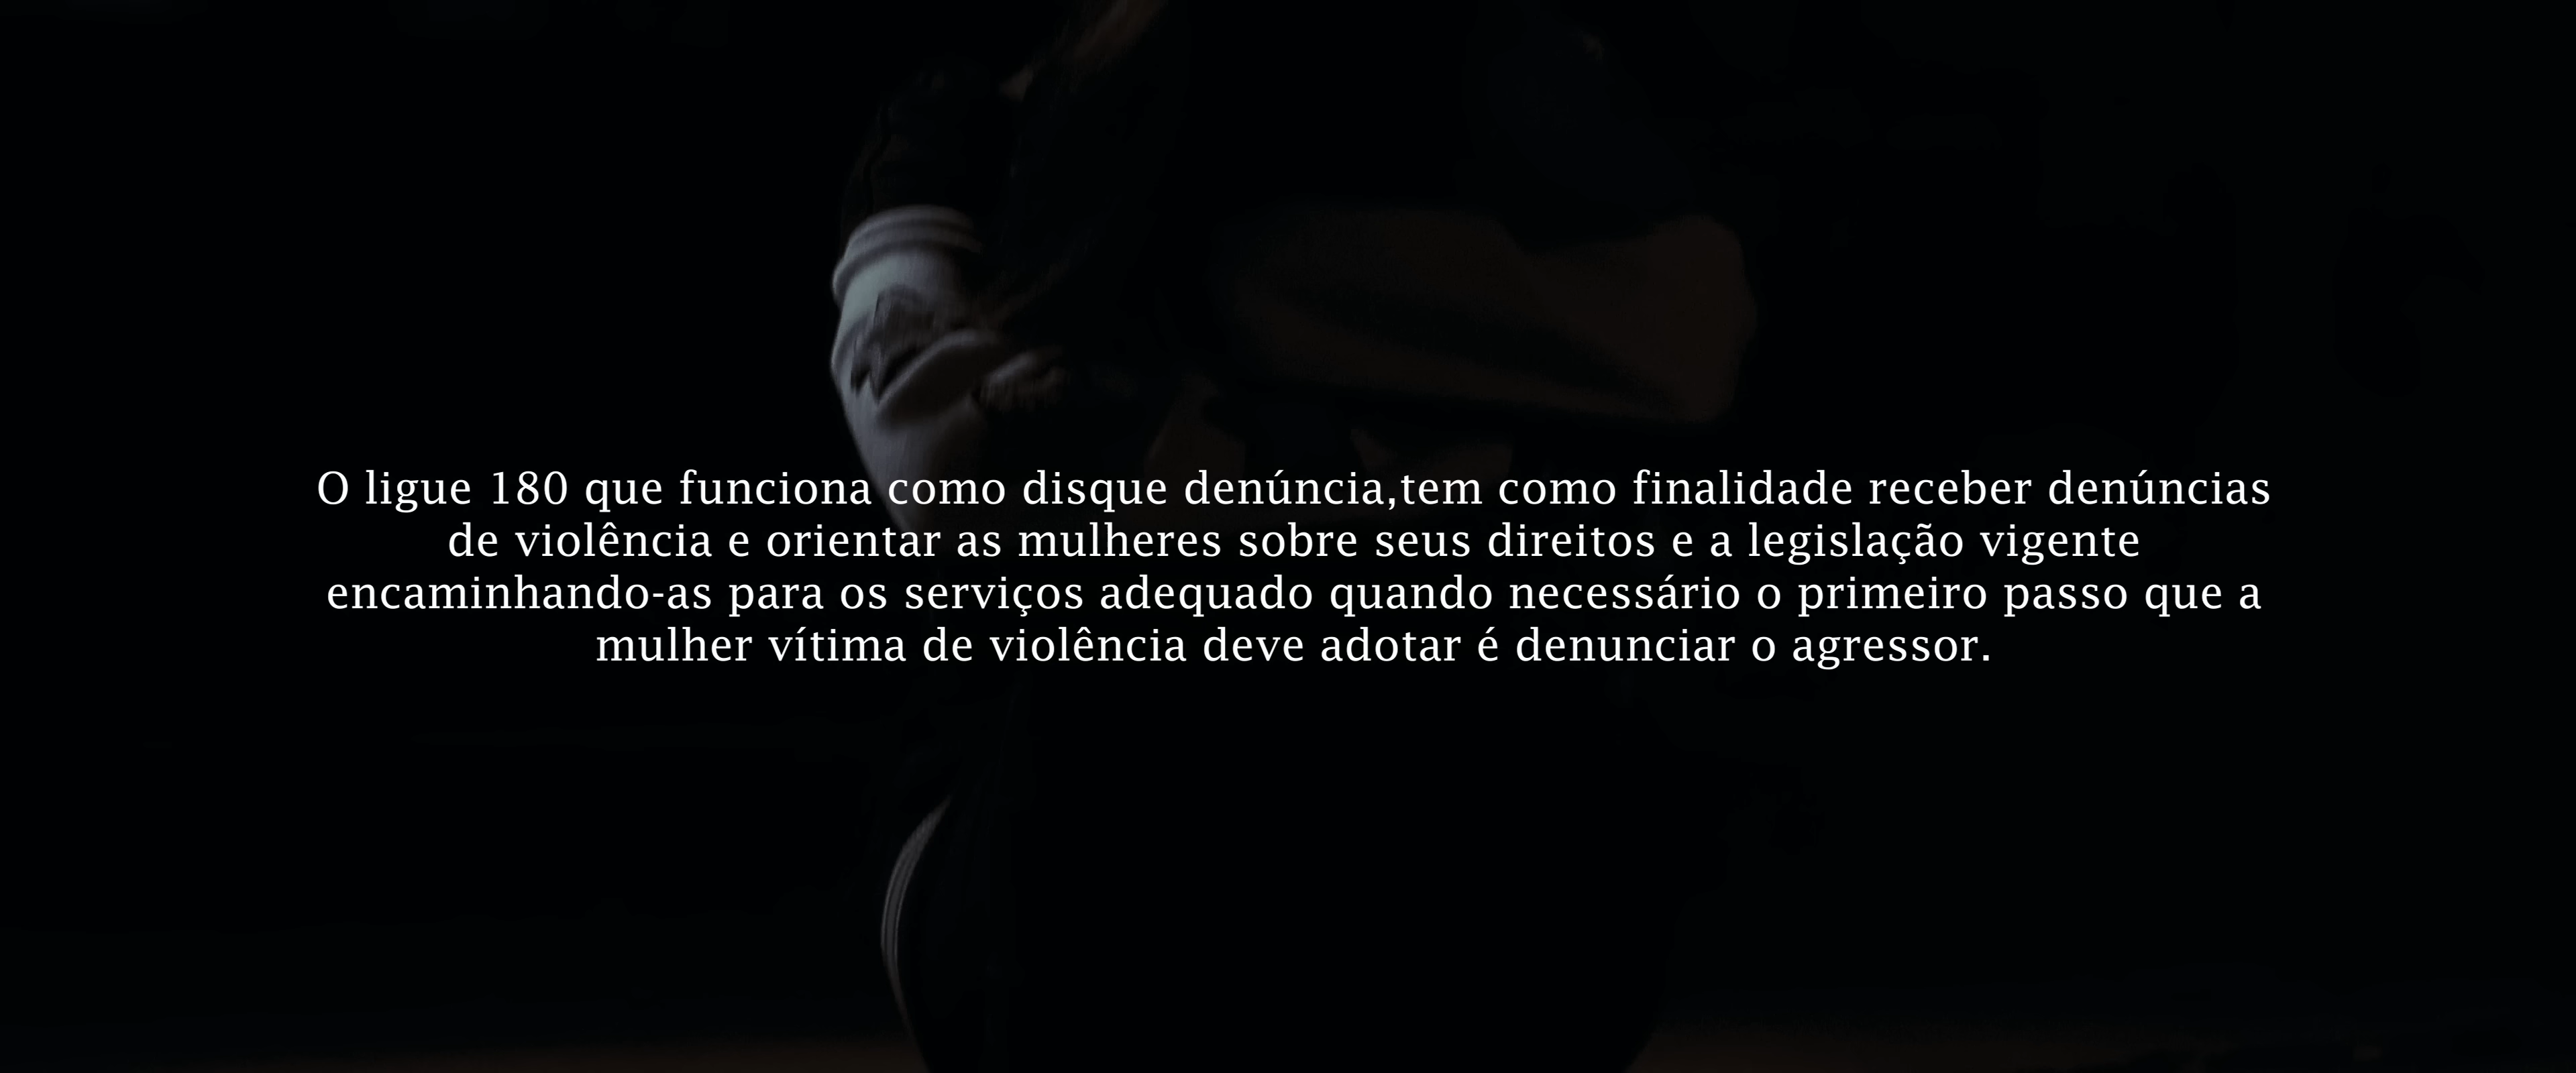 O ligue 180 que funciona como disque denúncia,tem como finalidade receber denúncias
de violência e orientar as mulheres sobre seus direitos e a legislação vigente
encaminhando-as para os serviços adequado quando necessário o primeiro passo que a
mulher vítima de violência deve adotar é denunciar o agressor.